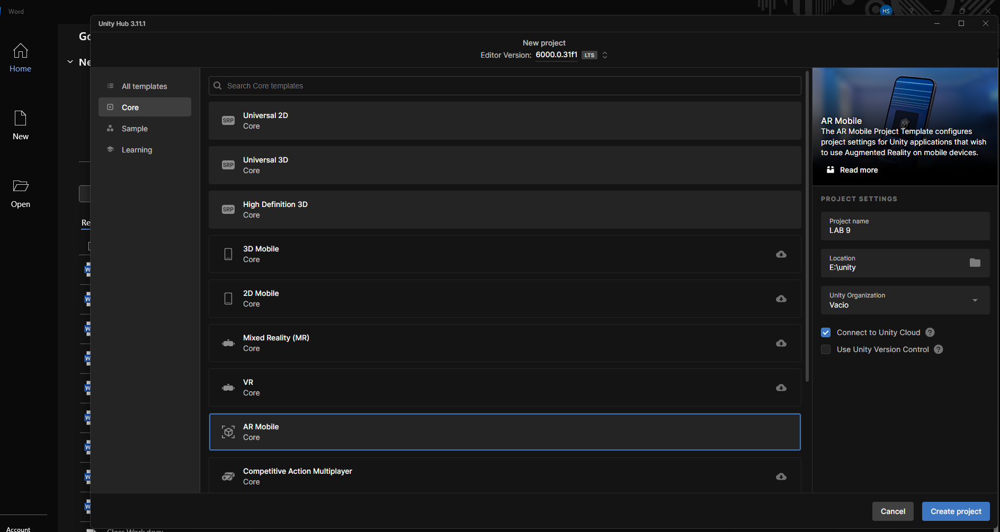 Word
HS
?
Unity Hub 3.11.1
Home
New
Open
Account
Go
Ne
Re
W
W
W
W
W
W
W
W
W
Class Work.docx
New project
Editor Version: 6000.0.31f1 LTS
All templates
Core
Sample
Learning
Search Core templates
SRP
Universal 2D
Core
SRP
Universal 3D
Core
SRP
High Definition 3D
Core
3D Mobile
Core
2D Mobile
Core
Mixed Reality (MR)
Core
VR
Core
AR Mobile
Core
Competitive Action Multiplayer
Core
AR Mobile
The AR Mobile Project Template configures
project settings for Unity applications that wish
to use Augmented Reality on mobile devices.
Read more
PROJECT SETTINGS
Project name
LAB 9
Location
E:\unity
Unity Organization
Vacio
Connect to Unity Cloud ?
Use Unity Version Control ?
Cancel
Create project